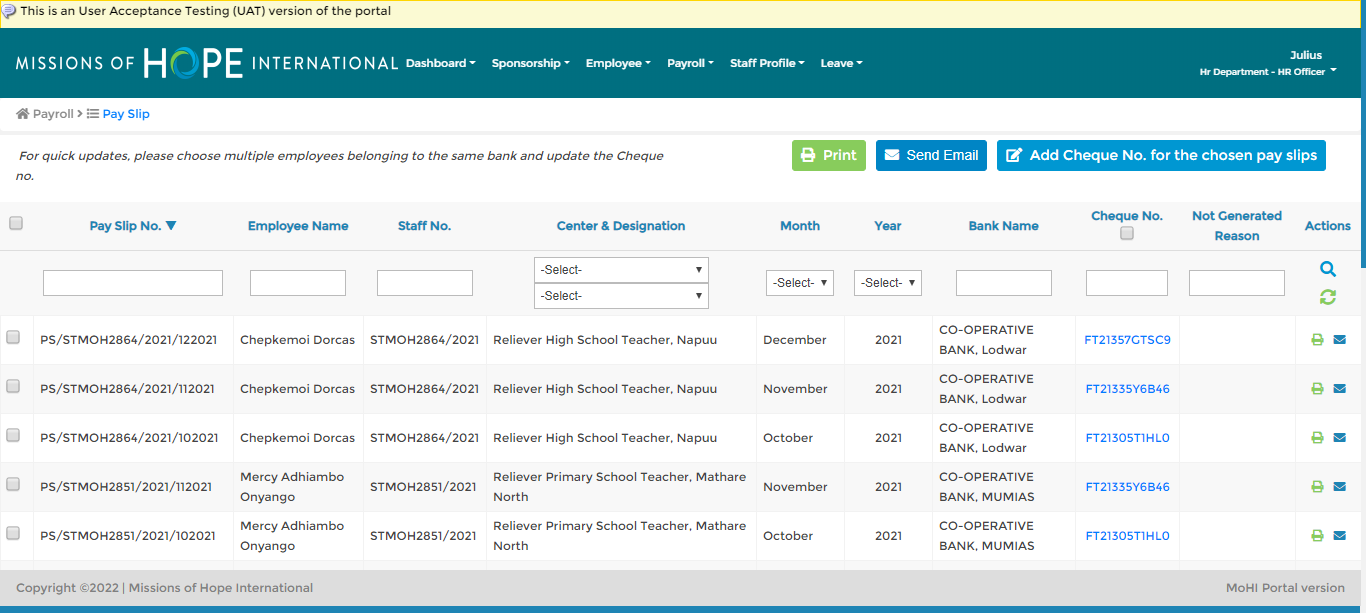 This is an User Acceptance Testing (UAT) version of the portal
MISSIONS OF HOPE INTERNATIONAL Dashboard Sponsorship Employee Payroll Staff Profile Leave
Julius
Hr Department - HR Officer
Payroll > Pay Slip
For quick updates, please choose multiple employees belonging to the same bank and update the Cheque
no.
Print Send Email Add Cheque No. for the chosen pay slips
Pay Slip No. ▼ Employee Name Staff No. Center & Designation Month Year Bank Name Cheque No. Not Generated
Reason Actions
-Select-
-Select-
-Select- -Select-
PS/STMOH2864/2021/122021 Chepkemoi Dorcas STMOH2864/2021 Reliever High School Teacher, Napuu December 2021 CO-OPERATIVE
BANK, Lodwar FT21357GTSC9
PS/STMOH2864/2021/112021 Chepkemoi Dorcas STMOH2864/2021 Reliever High School Teacher, Napuu November 2021 CO-OPERATIVE
BANK, Lodwar FT21335Y6B46
PS/STMOH2864/2021/102021 Chepkemoi Dorcas STMOH2864/2021 Reliever High School Teacher, Napuu October 2021 CO-OPERATIVE
BANK, Lodwar FT21305T1HL0
PS/STMOH2851/2021/112021 Mercy Adhiambo
Onyango STMOH2851/2021 Reliever Primary School Teacher, Mathare
North November 2021 CO-OPERATIVE
BANK, MUMIAS FT21335Y6B46
PS/STMOH2851/2021/102021 Mercy Adhiambo
Onyango STMOH2851/2021 Reliever Primary School Teacher, Mathare
North October 2021 CO-OPERATIVE
BANK, MUMIAS FT21305T1HL0
Copyright ©2022 | Missions of Hope International MoHI Portal version